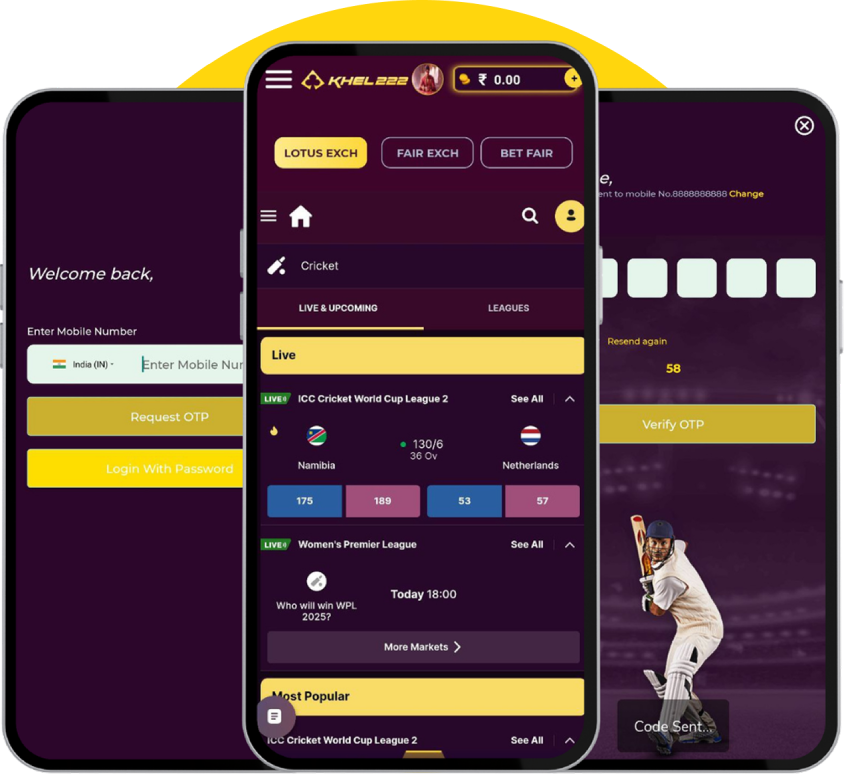 Welcome back,
Enter Mobile Number
India (IN)
Enter Mobile Nur
Request OTP
Login With Password
KHEL222
₹ 0.00
+
LOTUS EXCH
FAIR EXCH
BET FAIR
Cricket
LIVE & UPCOMING
LEAGUES
Live
LIVE
ICC Cricket World Cup League 2
See All
130/6
36 Ov
Namibia
Netherlands
175
189
53
57
LIVE
Women's Premier League
See All
Today 18:00
Who will win WPL
2025?
More Markets
Most Popular
ICC Cricket World Cup League 2
See All
e,
ent to mobile No.8888888888 Change
Resend again
58
Verify OTP
Code Sent...